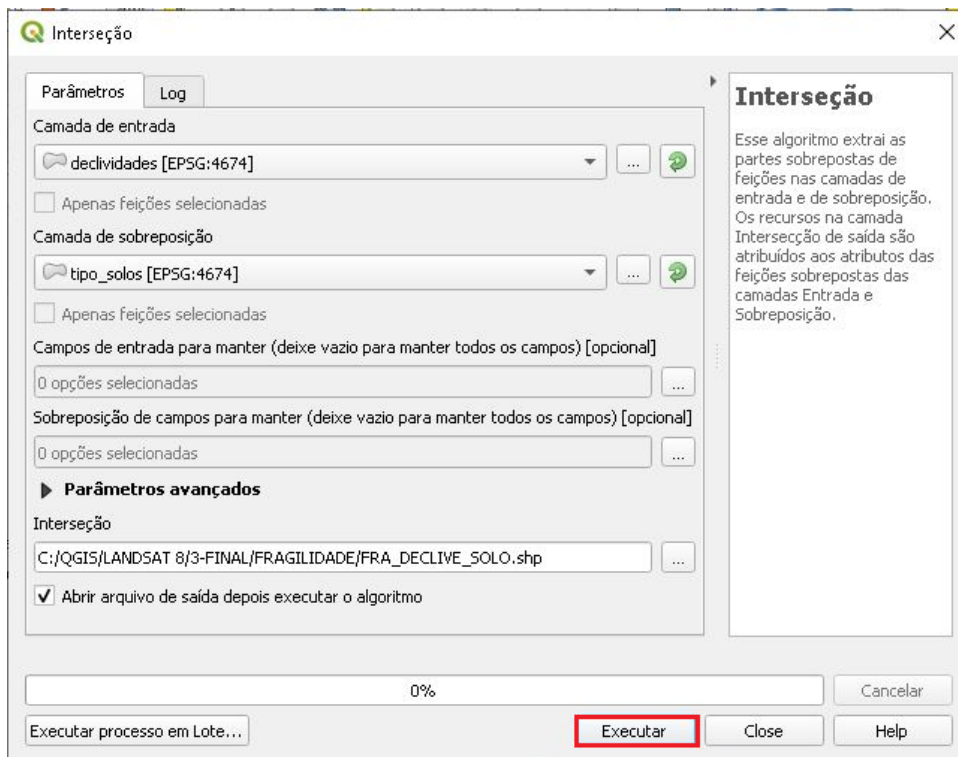 Interseção
Parâmetros
Log
Camada de entrada
declividades [EPSG:4674]
...
Apenas feições selecionadas
Camada de sobreposição
tipo_solos [EPSG:4674]
...
Apenas feições selecionadas
Campos de entrada para manter (deixe vazio para manter todos os campos) [opcional]
0 opções selecionadas
...
Sobreposição de campos para manter (deixe vazio para manter todos os campos) [opcional]
0 opções selecionadas
...
Parâmetros avançados
Interseção
C:/QGIS/LANDSAT 8/3-FINAL/FRAGILIDADE/FRA_DECLIVE_SOLO.shp
...
Abrir arquivo de saída depois executar o algoritmo
Interseção
Esse algoritmo extrai as
partes sobrepostas de
feições nas camadas de
entrada e de sobreposição.
Os recursos na camada
Intersecção de saída são
atribuídos aos atributos das
feições sobrepostas das
camadas Entrada e
Sobreposição.
0%
Cancelar
Executar processo em Lote...
Executar
Close
Help